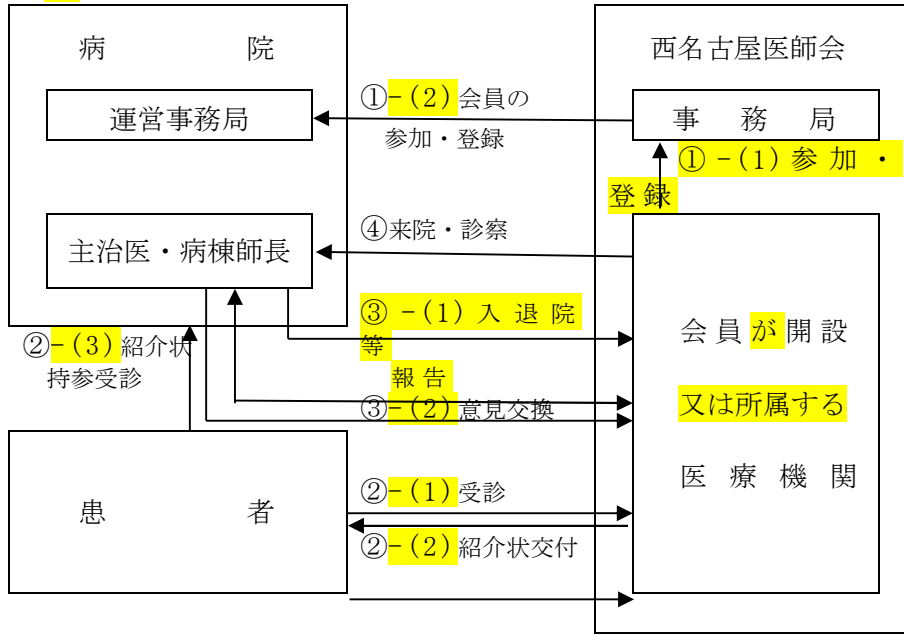 病院
西名古屋医師会
運営事務局
①-(2)会員の
参加・登録
事務局
①-(1)参加・
登録
主治医・病棟師長
④来院・診察
③-(1)入退院
等
報告
③-(2)意見交換
②-(3)紹介状
持参受診
会員が開設
又は所属する
医療機関
患者
②-(1)受診
②-(2)紹介状交付